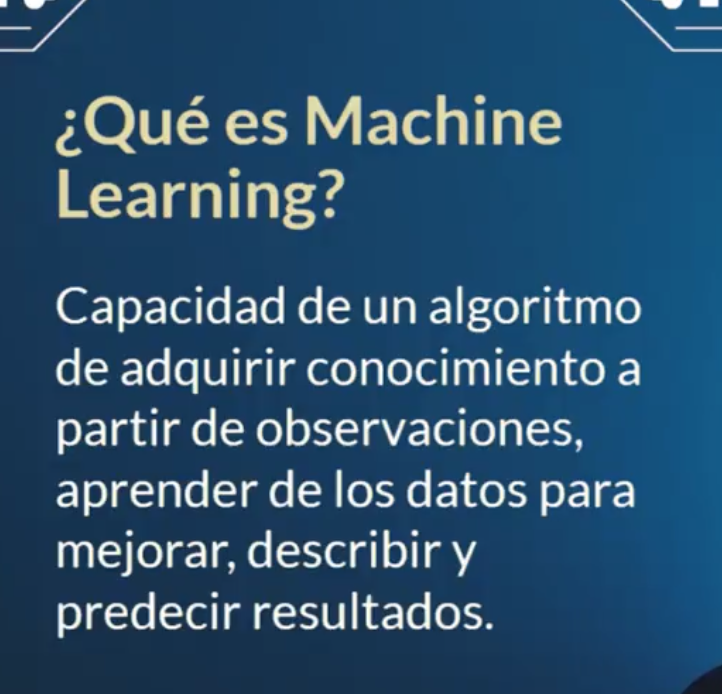 ¿Qué es Machine
Learning?
Capacidad de un algoritmo
de adquirir conocimiento a
partir de observaciones,
aprender de los datos para
mejorar, describir y
predecir resultados.